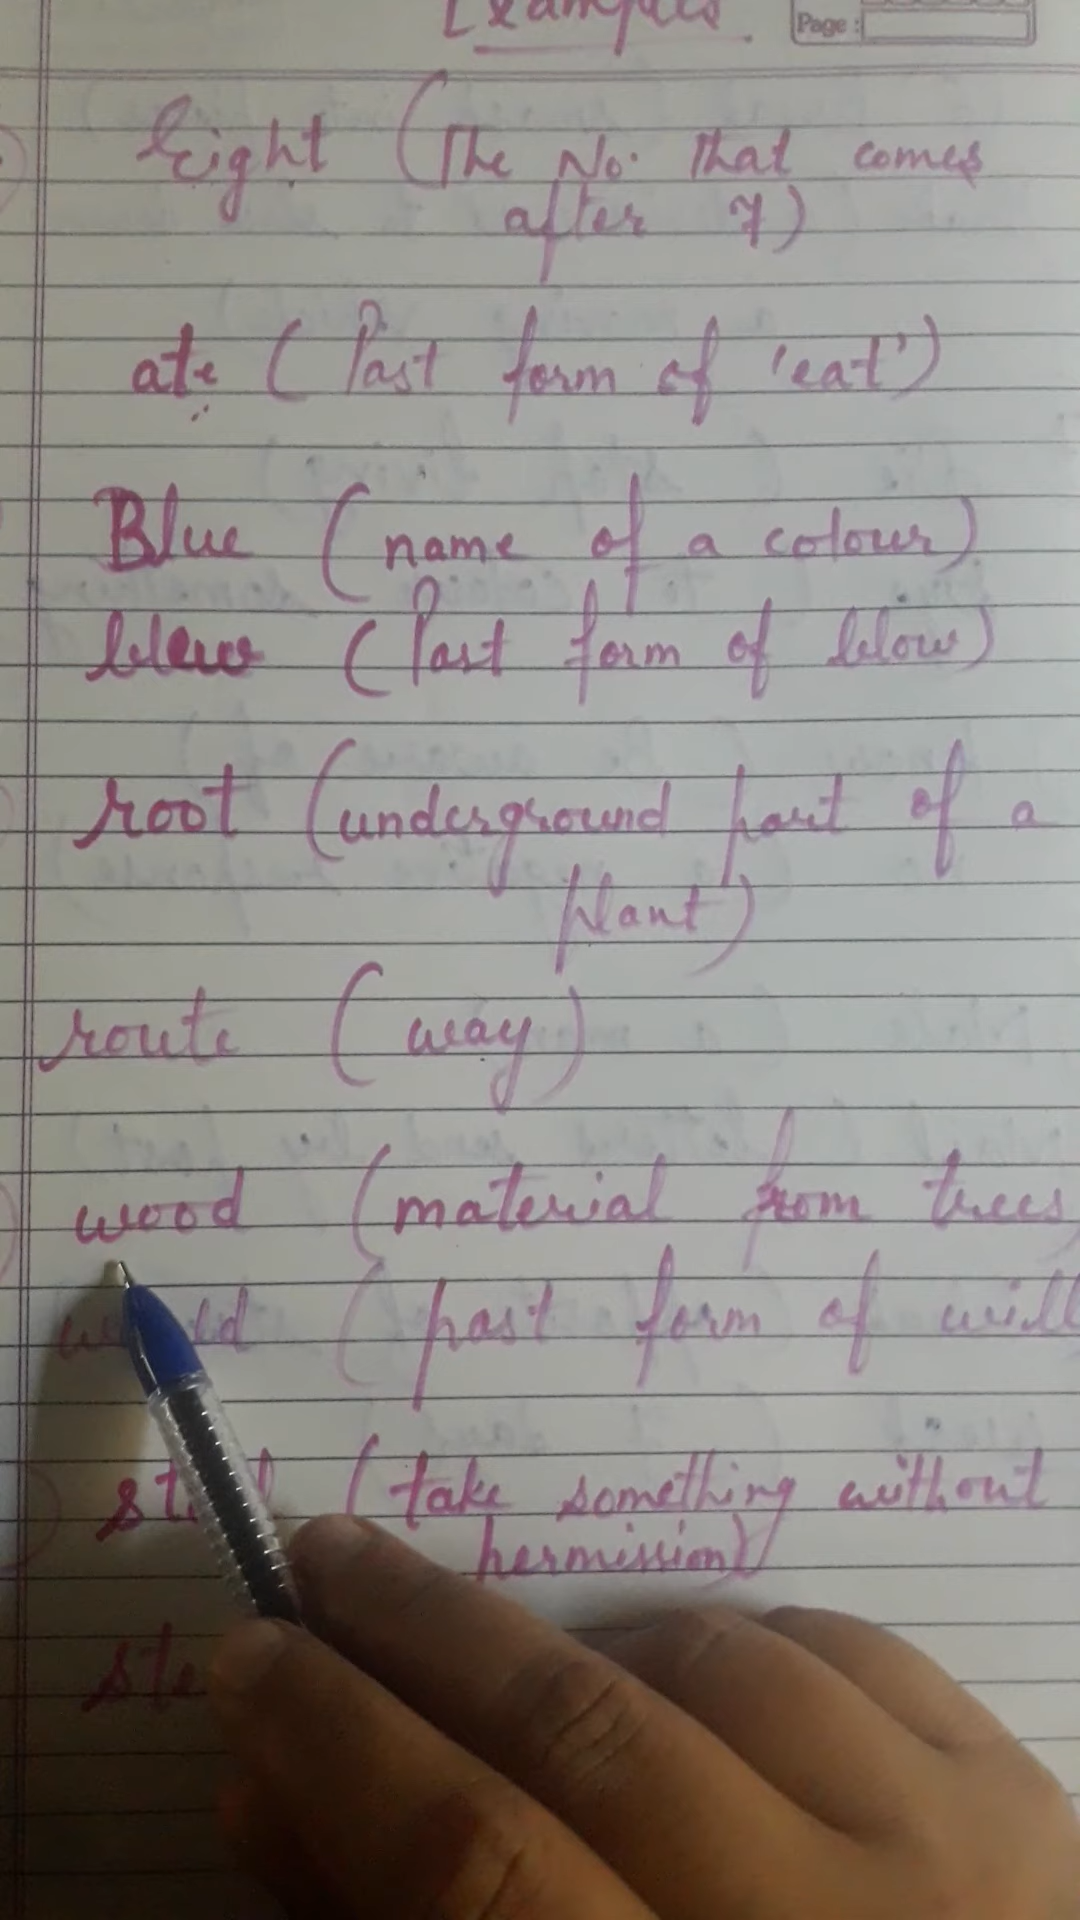 Examples
Page :
Eight (The No. that comes
after 7)
ate (Past form of 'eat')
Blue (name of a colour)
blew (Past form of blow)
root (underground part of a
plant)
route (way)
wood (material from trees
(past form of will
(take something without
permission)